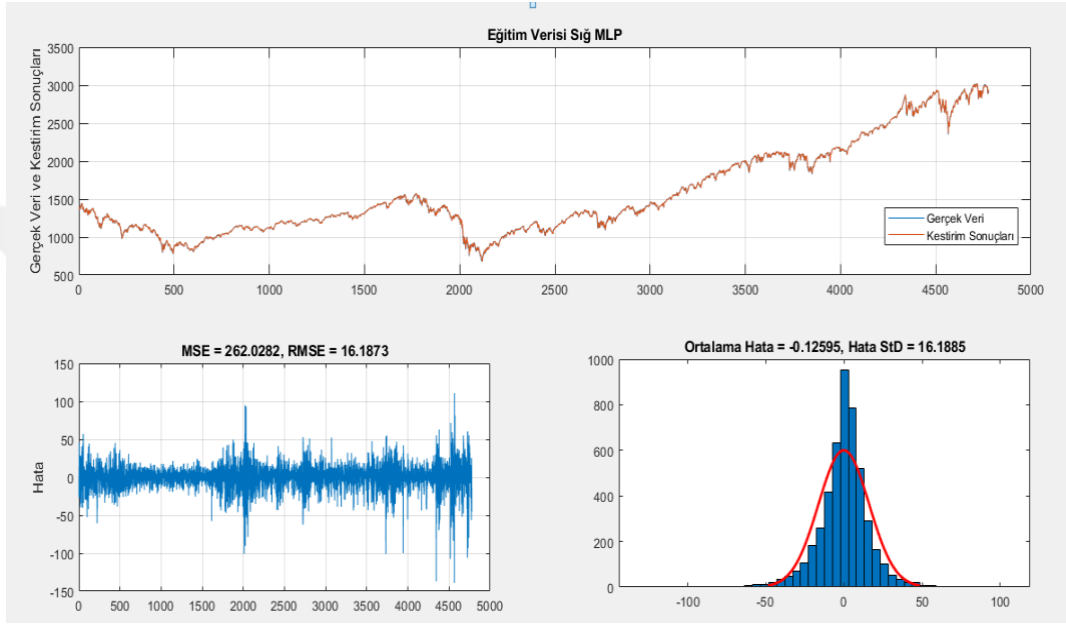 Eğitim Verisi Sığ MLP
Gerçek Veri ve Kestirim Sonuçları
3500
3000
2500
2000
1500
1000
500
0 500 1000 1500 2000 2500 3000 3500 4000 4500 5000
Gerçek Veri
Kestirim Sonuçları
MSE = 262.0282, RMSE = 16.1873
Hata
150
100
50
0
-50
-100
-150
0 500 1000 1500 2000 2500 3000 3500 4000 4500 5000
Ortalama Hata = -0.12595, Hata StD = 16.1885
1000
800
600
400
200
0
-100 -50 0 50 100